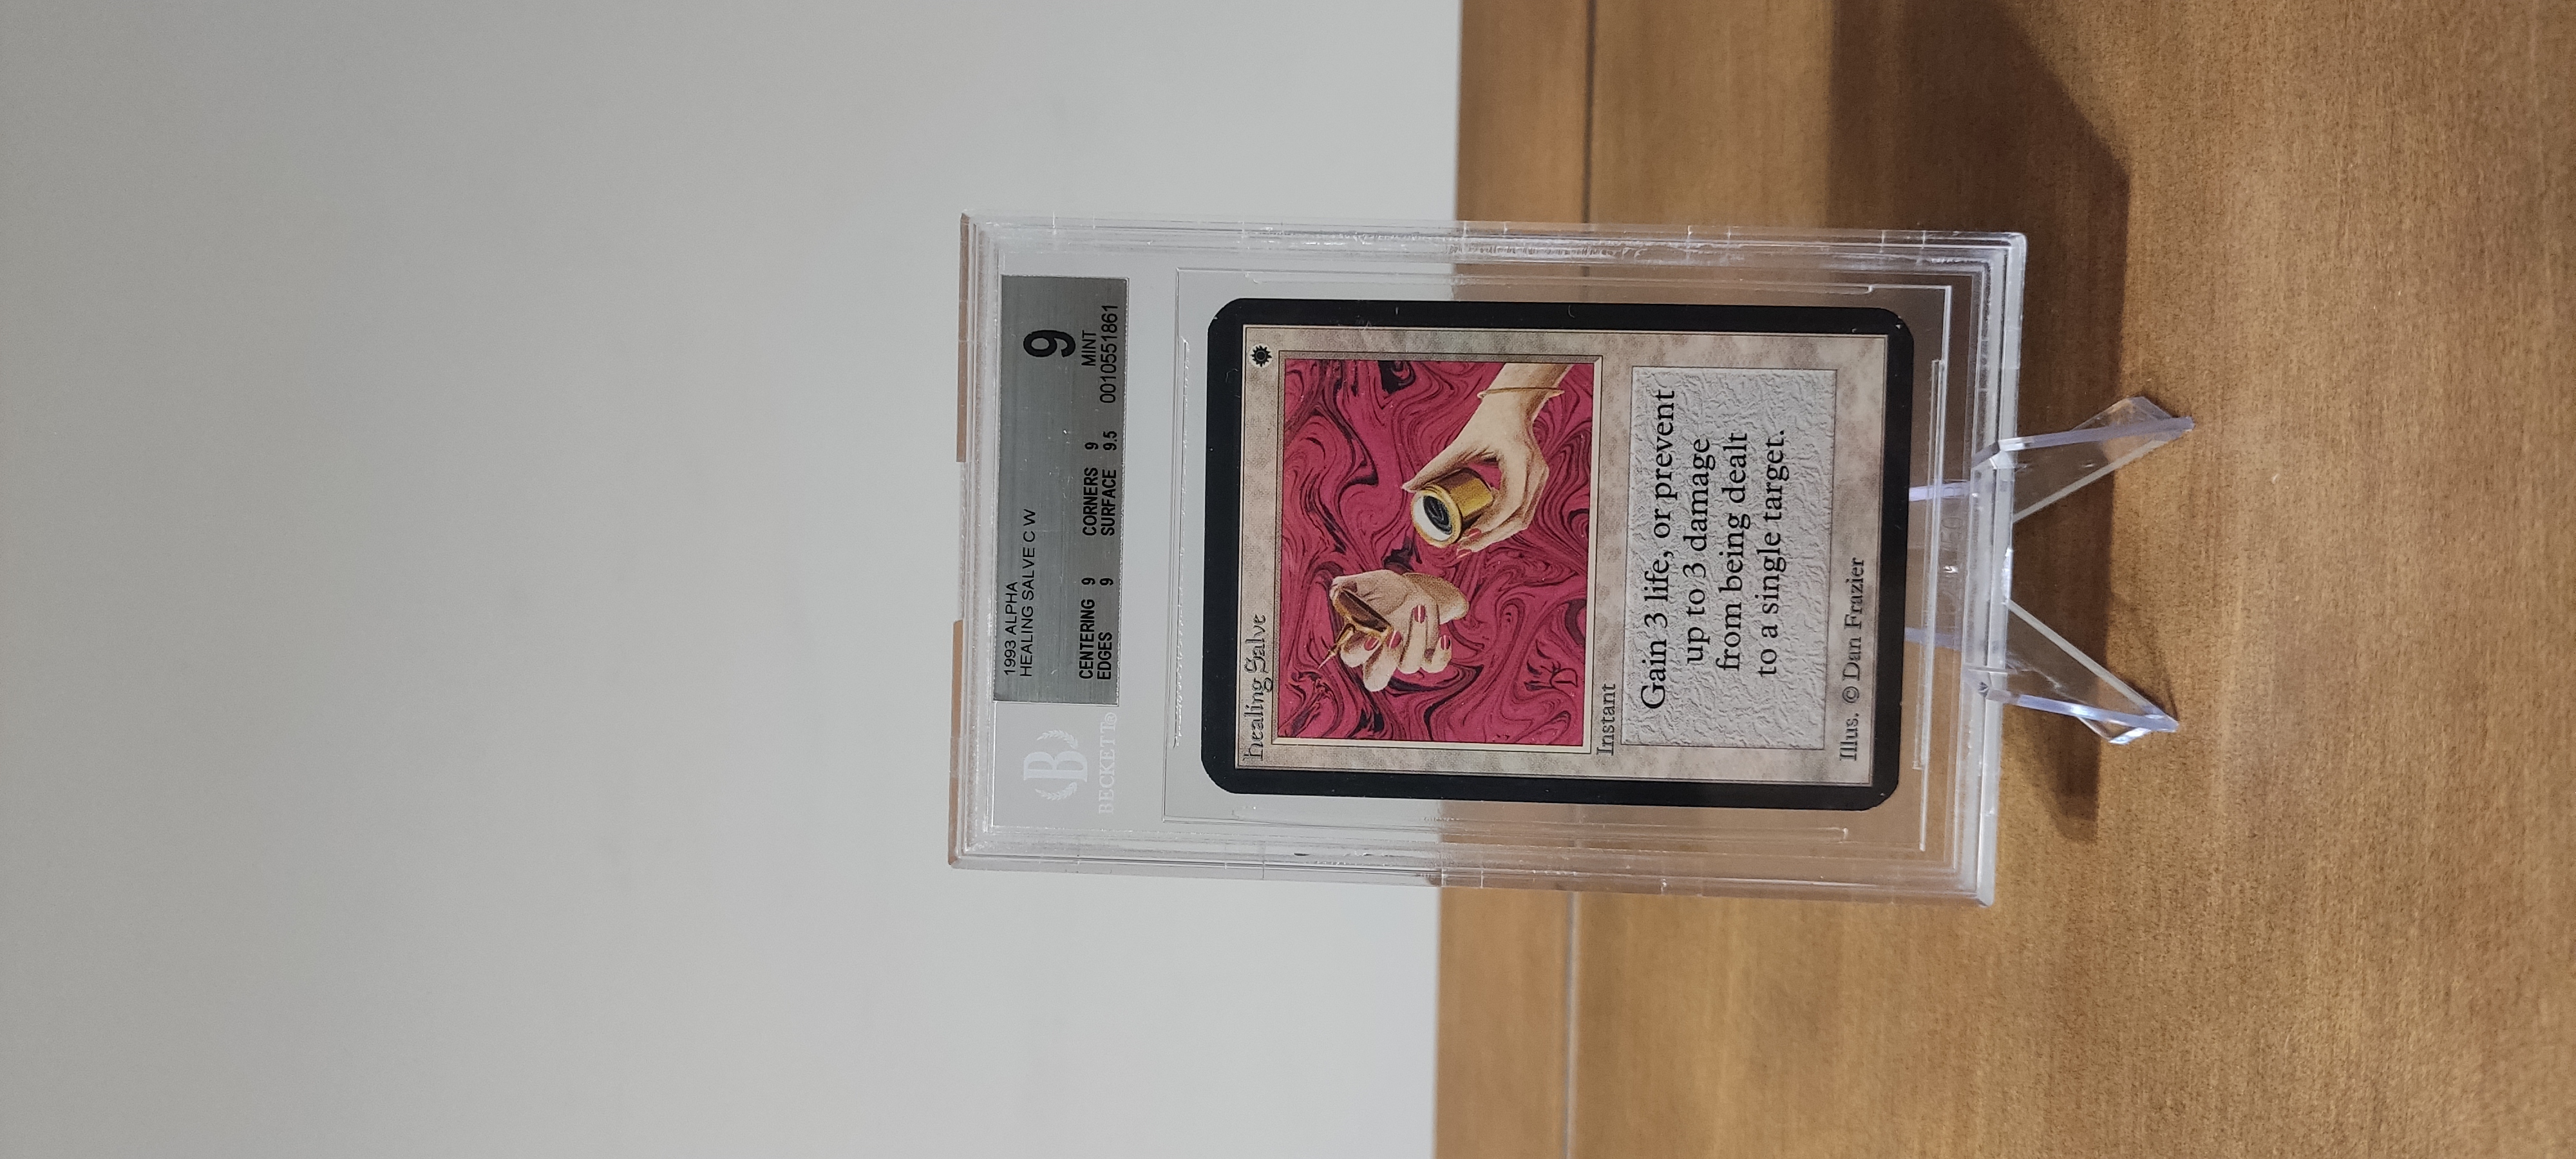 1993 ALPHA
HEALING SALVE C W
9
CENTERING 9 CORNERS 9 MINT
EDGES 9 SURFACE 9.5 0010551861
BECKETT®
Healing Salve
Instant
Gain 3 life, or prevent
up to 3 damage
from being dealt
to a single target.
Illus. © Dan Frazier